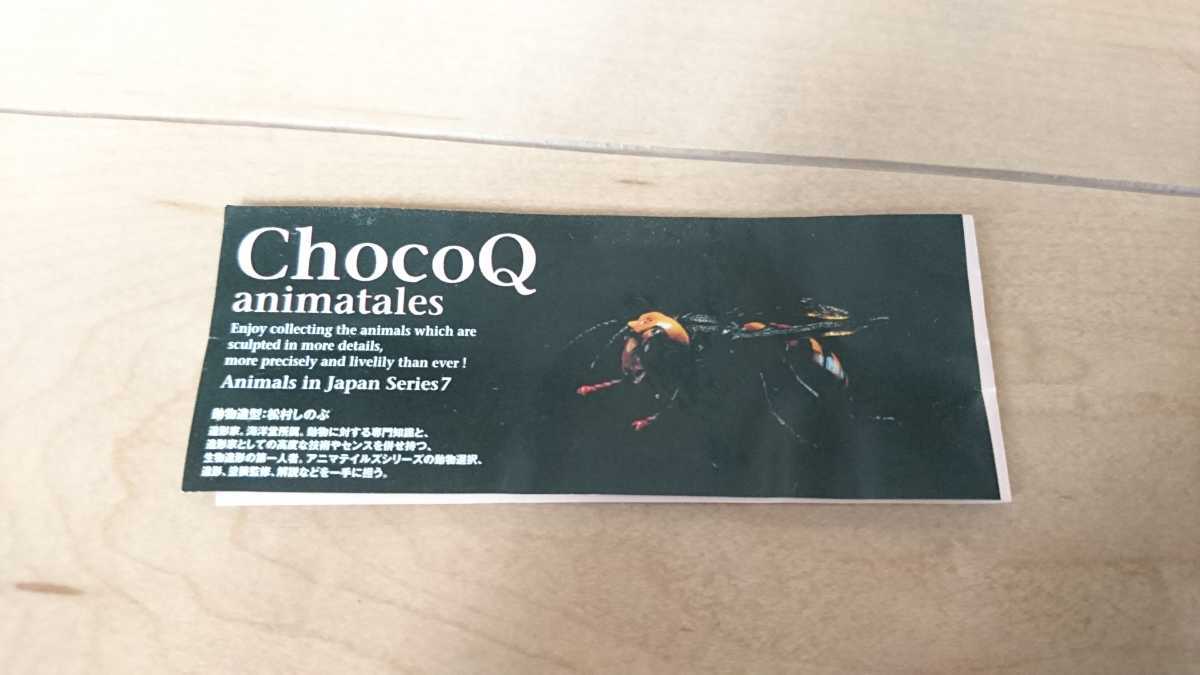 ChocoQ
animatales
Enjoy collecting the animals which are
sculpted in more details,
more precisely and livelily than ever !
Animals in Japan Series7
動物造型:松村しのぶ
造形家。海洋堂所属。動物に対する専門知識と、
造形家としての高度な技術やセンスを併せ持つ、
生物造形の第一人者。アニマテイルズシリーズの動物選択、
造形、塗装監修、解説などを一手に担う。